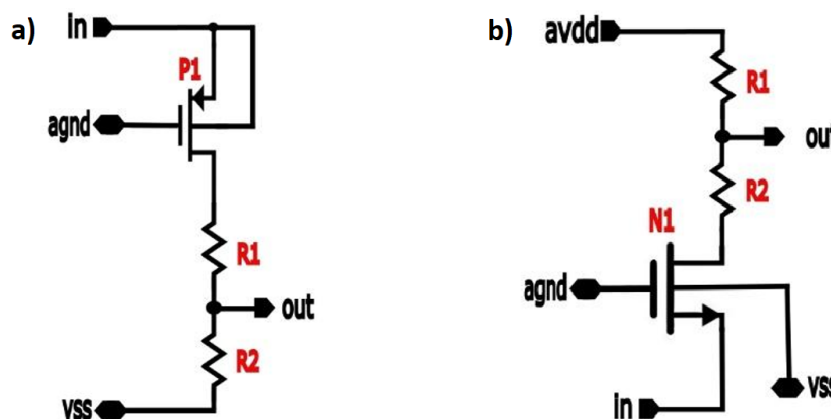 a)
in
P1
agnd
R1
out
R2
vss
b)
avdd
R1
out
R2
N1
agnd
vss
in